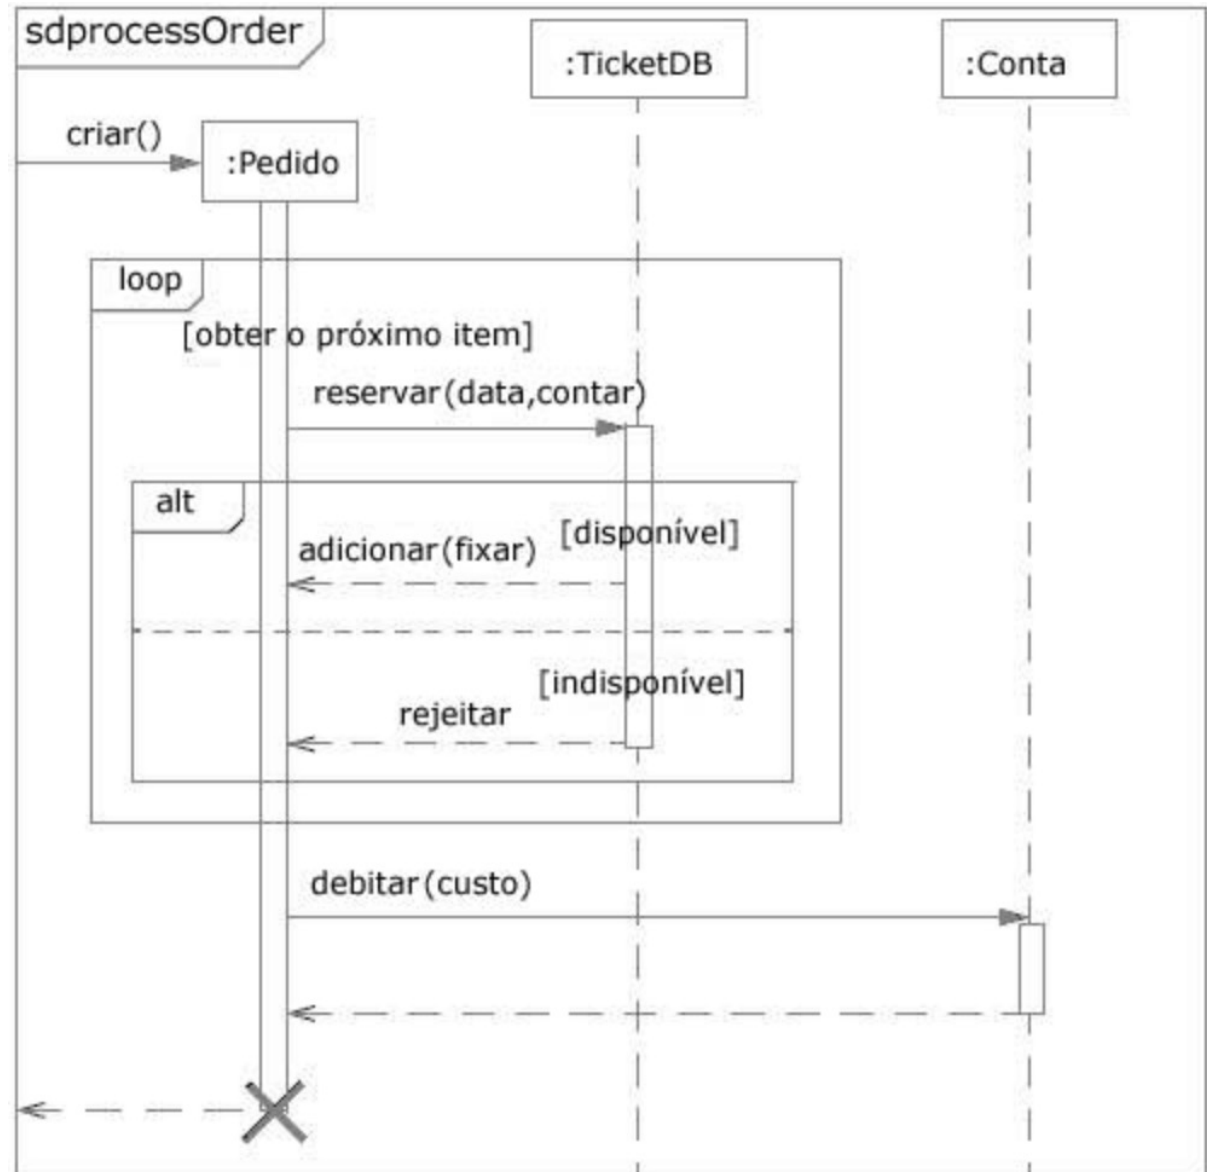 sdprocessOrder
:TicketDB
:Conta
criar()
:Pedido
loop
[obter o próximo item]
reservar(data,contar)
alt
[disponível]
adicionar(fixar)
[indisponível]
rejeitar
debitar(custo)